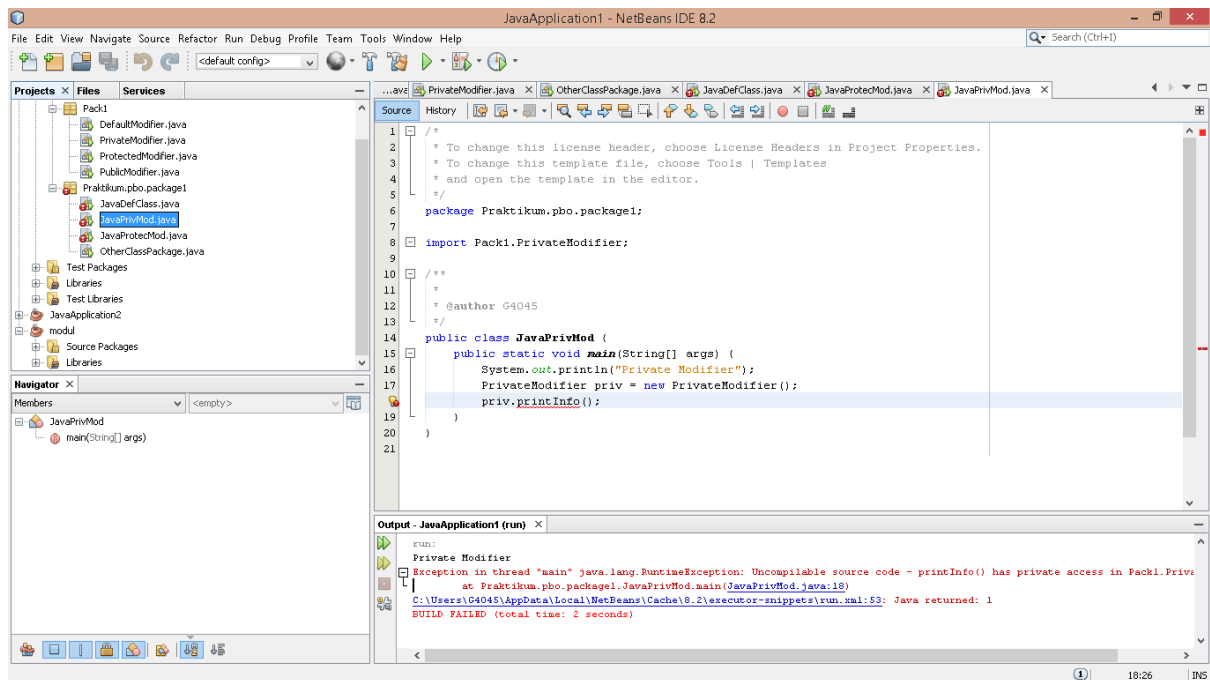 JavaApplication1 - NetBeans IDE 8.2
File Edit View Navigate Source Refactor Run Debug Profile Team Tools Window Help
Search (Ctrl+I)
<default config>
Projects Files Services
Pack1
DefaultModifier.java
PrivateModifier.java
ProtectedModifier.java
PublicModifier.java
Praktikum.pbo.package1
JavaDefClass.java
JavaPrivMod.java
JavaProtecMod.java
OtherClassPackage.java
Test Packages
Libraries
Test Libraries
JavaApplication2
modul
Source Packages
Libraries
Navigator
Members <empty>
JavaPrivMod
main(String[] args)
...ava PrivateModifier.java OtherClassPackage.java JavaDefClass.java JavaProtecMod.java JavaPrivMod.java
Source History
1 /*
2 * To change this license header, choose License Headers in Project Properties.
3 * To change this template file, choose Tools | Templates
4 * and open the template in the editor.
5 */
6 package Praktikum.pbo.package1;
7
8 import Pack1.PrivateModifier;
9
10 /**
11 *
12 * @author G4045
13 */
14 public class JavaPrivMod {
15 public static void main(String[] args) {
16 System.out.println("Private Modifier");
17 PrivateModifier priv = new PrivateModifier();
priv.printInfo();
19 }
20 }
21
Output - JavaApplication1 (run)
run:
Private Modifier
Exception in thread "main" java.lang.RuntimeException: Uncompilable source code - printInfo() has private access in Pack1.Priva
at Praktikum.pbo.package1.JavaPrivMod.main(JavaPrivMod.java:18)
C:\Users\G4045\AppData\Local\NetBeans\Cache\8.2\executor-snippets\run.xml:53: Java returned: 1
BUILD FAILED (total time: 2 seconds)
1 18:26 INS